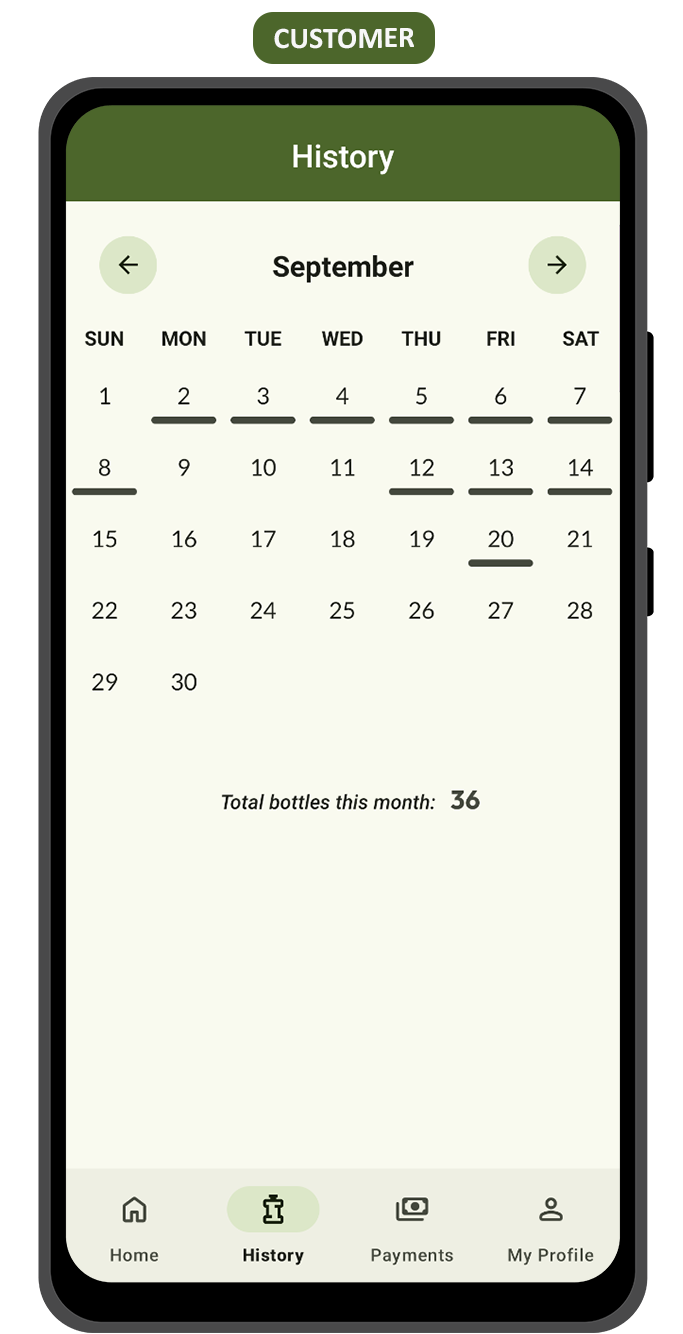 CUSTOMER
History
September
SUN MON TUE WED THU FRI SAT
1 2 3 4 5 6 7
8 9 10 11 12 13 14
15 16 17 18 19 20 21
22 23 24 25 26 27 28
29 30
Total bottles this month: 36
Home History Payments My Profile